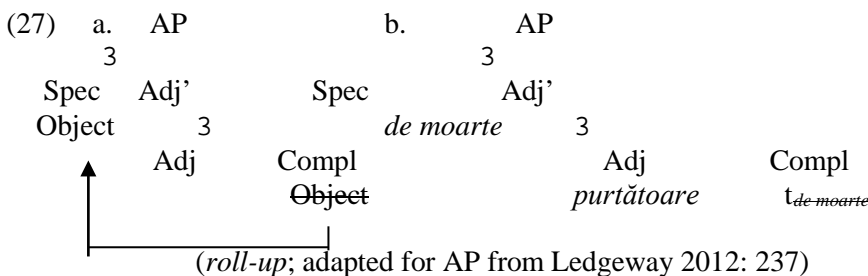 (27) a. AP b. AP
3 3
Spec Adj’ Spec Adj’
Object 3 de moarte 3
Adj Compl Adj Compl
Object purtătoare t de moarte
(roll-up; adapted for AP from Ledgeway 2012: 237)